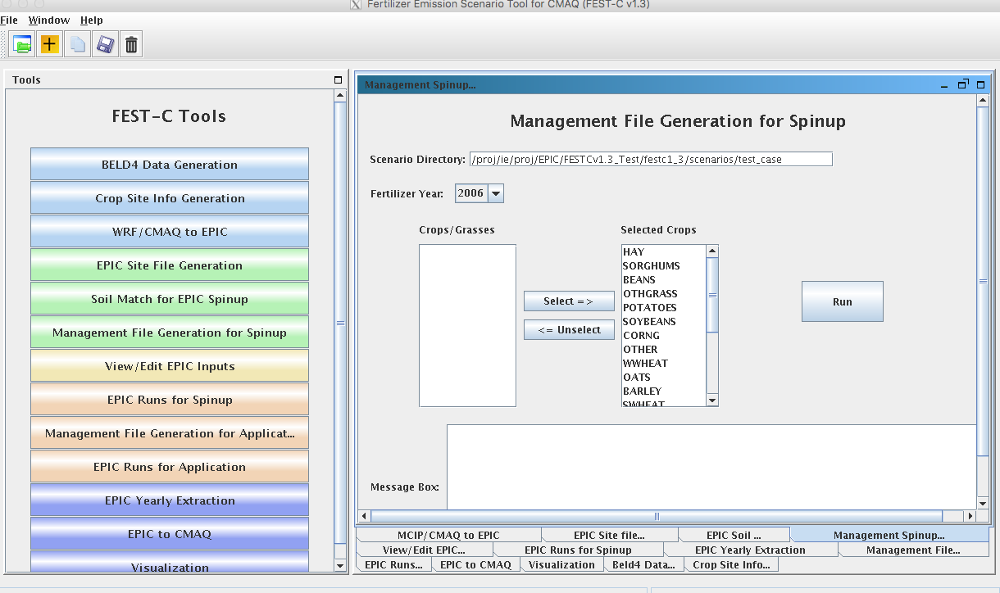 Fertilizer Emission Scenario Tool for CMAQ (FEST-C v1.3)
File Window Help
Tools
FEST-C Tools
BELD4 Data Generation
Crop Site Info Generation
WRF/CMAQ to EPIC
EPIC Site File Generation
Soil Match for EPIC Spinup
Management File Generation for Spinup
View/Edit EPIC Inputs
EPIC Runs for Spinup
Management File Generation for Applicat...
EPIC Runs for Application
EPIC Yearly Extraction
EPIC to CMAQ
Visualization
Management Spinup...
Management File Generation for Spinup
Scenario Directory: /proj/ie/proj/EPIC/FESTCv1.3_Test/festc1_3/scenarios/test_case
Fertilizer Year: 2006
Crops/Grasses
Selected Crops
HAY
SORGHUMS
BEANS
OTHGRASS
POTATOES
SOYBEANS
CORNG
OTHER
WWHEAT
OATS
BARLEY
SWHEAT
Select =>
<= Unselect
Run
Message Box:
MCIP/CMAQ to EPIC EPIC Site file... EPIC Soil ... Management Spinup...
View/Edit EPIC... EPIC Runs for Spinup EPIC Yearly Extraction Management File...
EPIC Runs... EPIC to CMAQ Visualization Beld4 Data... Crop Site Info...